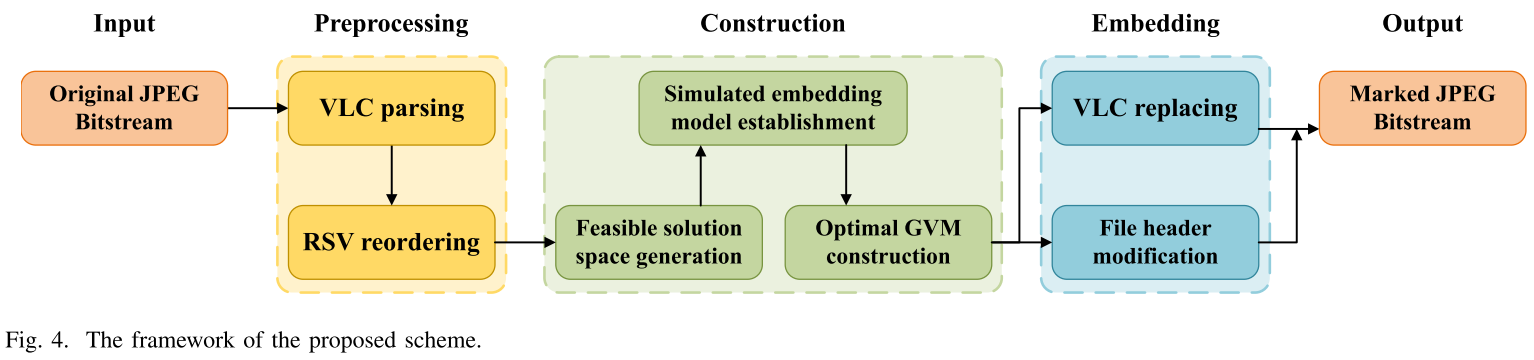 Input
Preprocessing
Construction
Embedding
Output
Original JPEG
Bitstream
VLC parsing
RSV reordering
Simulated embedding
model establishment
Feasible solution
space generation
Optimal GVM
construction
VLC replacing
File header
modification
Marked JPEG
Bitstream
Fig. 4. The framework of the proposed scheme.